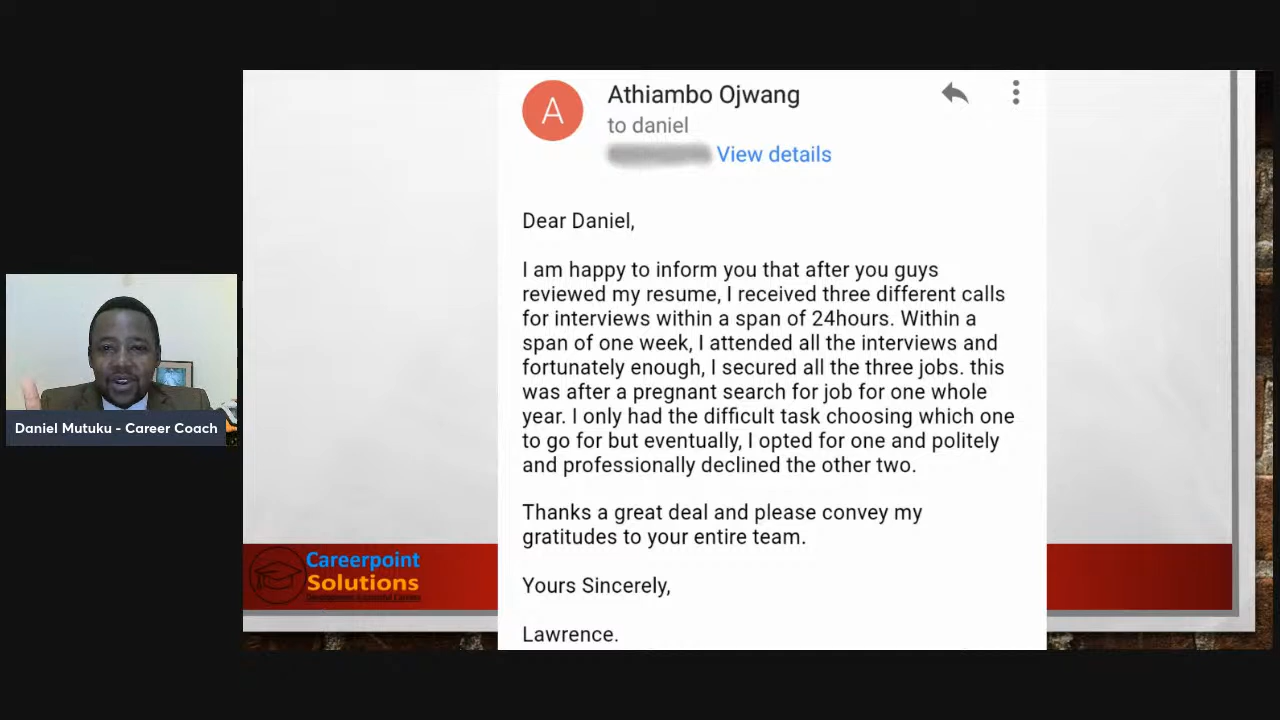 A
Athiambo Ojwang
to daniel
View details
Dear Daniel,
I am happy to inform you that after you guys
reviewed my resume, I received three different calls
for interviews within a span of 24hours. Within a
span of one week, I attended all the interviews and
fortunately enough, I secured all the three jobs. this
was after a pregnant search for job for one whole
year. I only had the difficult task choosing which one
to go for but eventually, I opted for one and politely
and professionally declined the other two.
Thanks a great deal and please convey my
gratitudes to your entire team.
Yours Sincerely,
Lawrence.
Daniel Mutuku - Career Coach
Careerpoint
Solutions